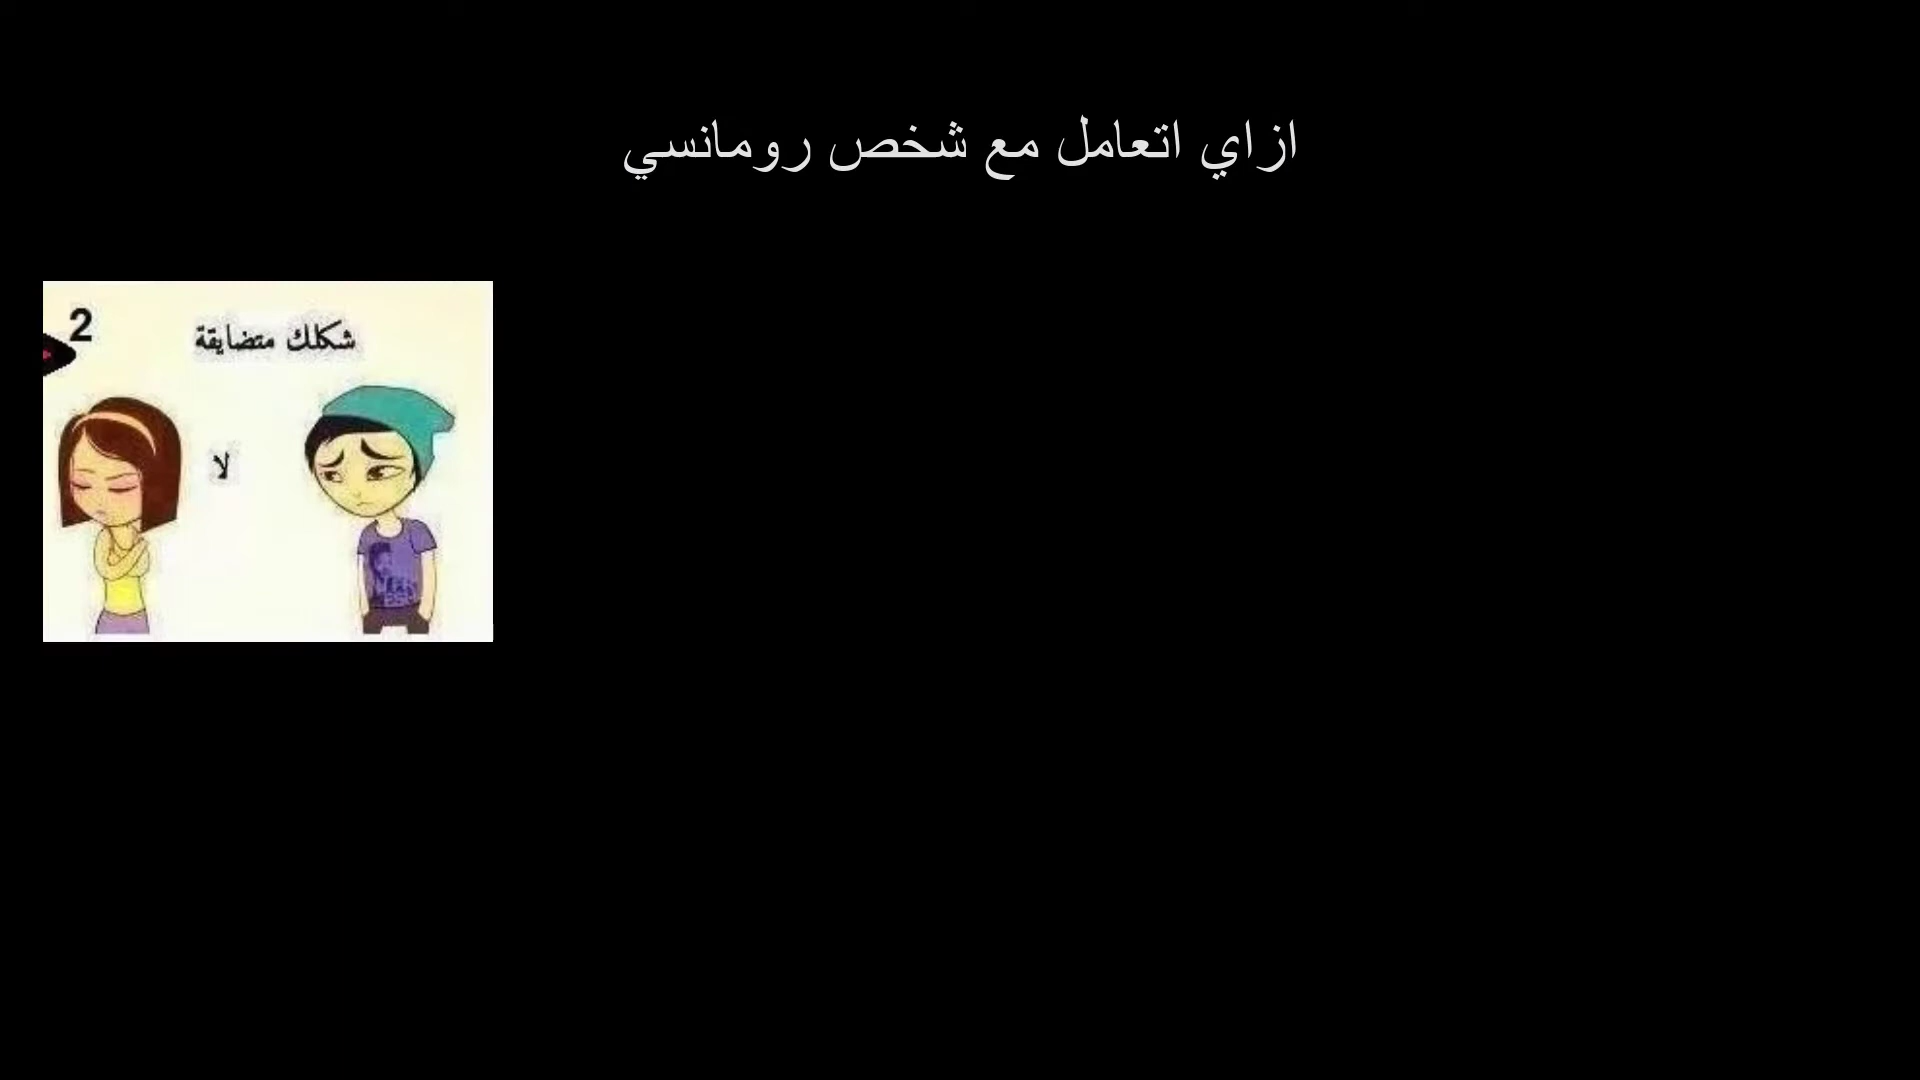 ازاي اتعامل مع شخص رومانسي
2
شكلك متضايقة
لا